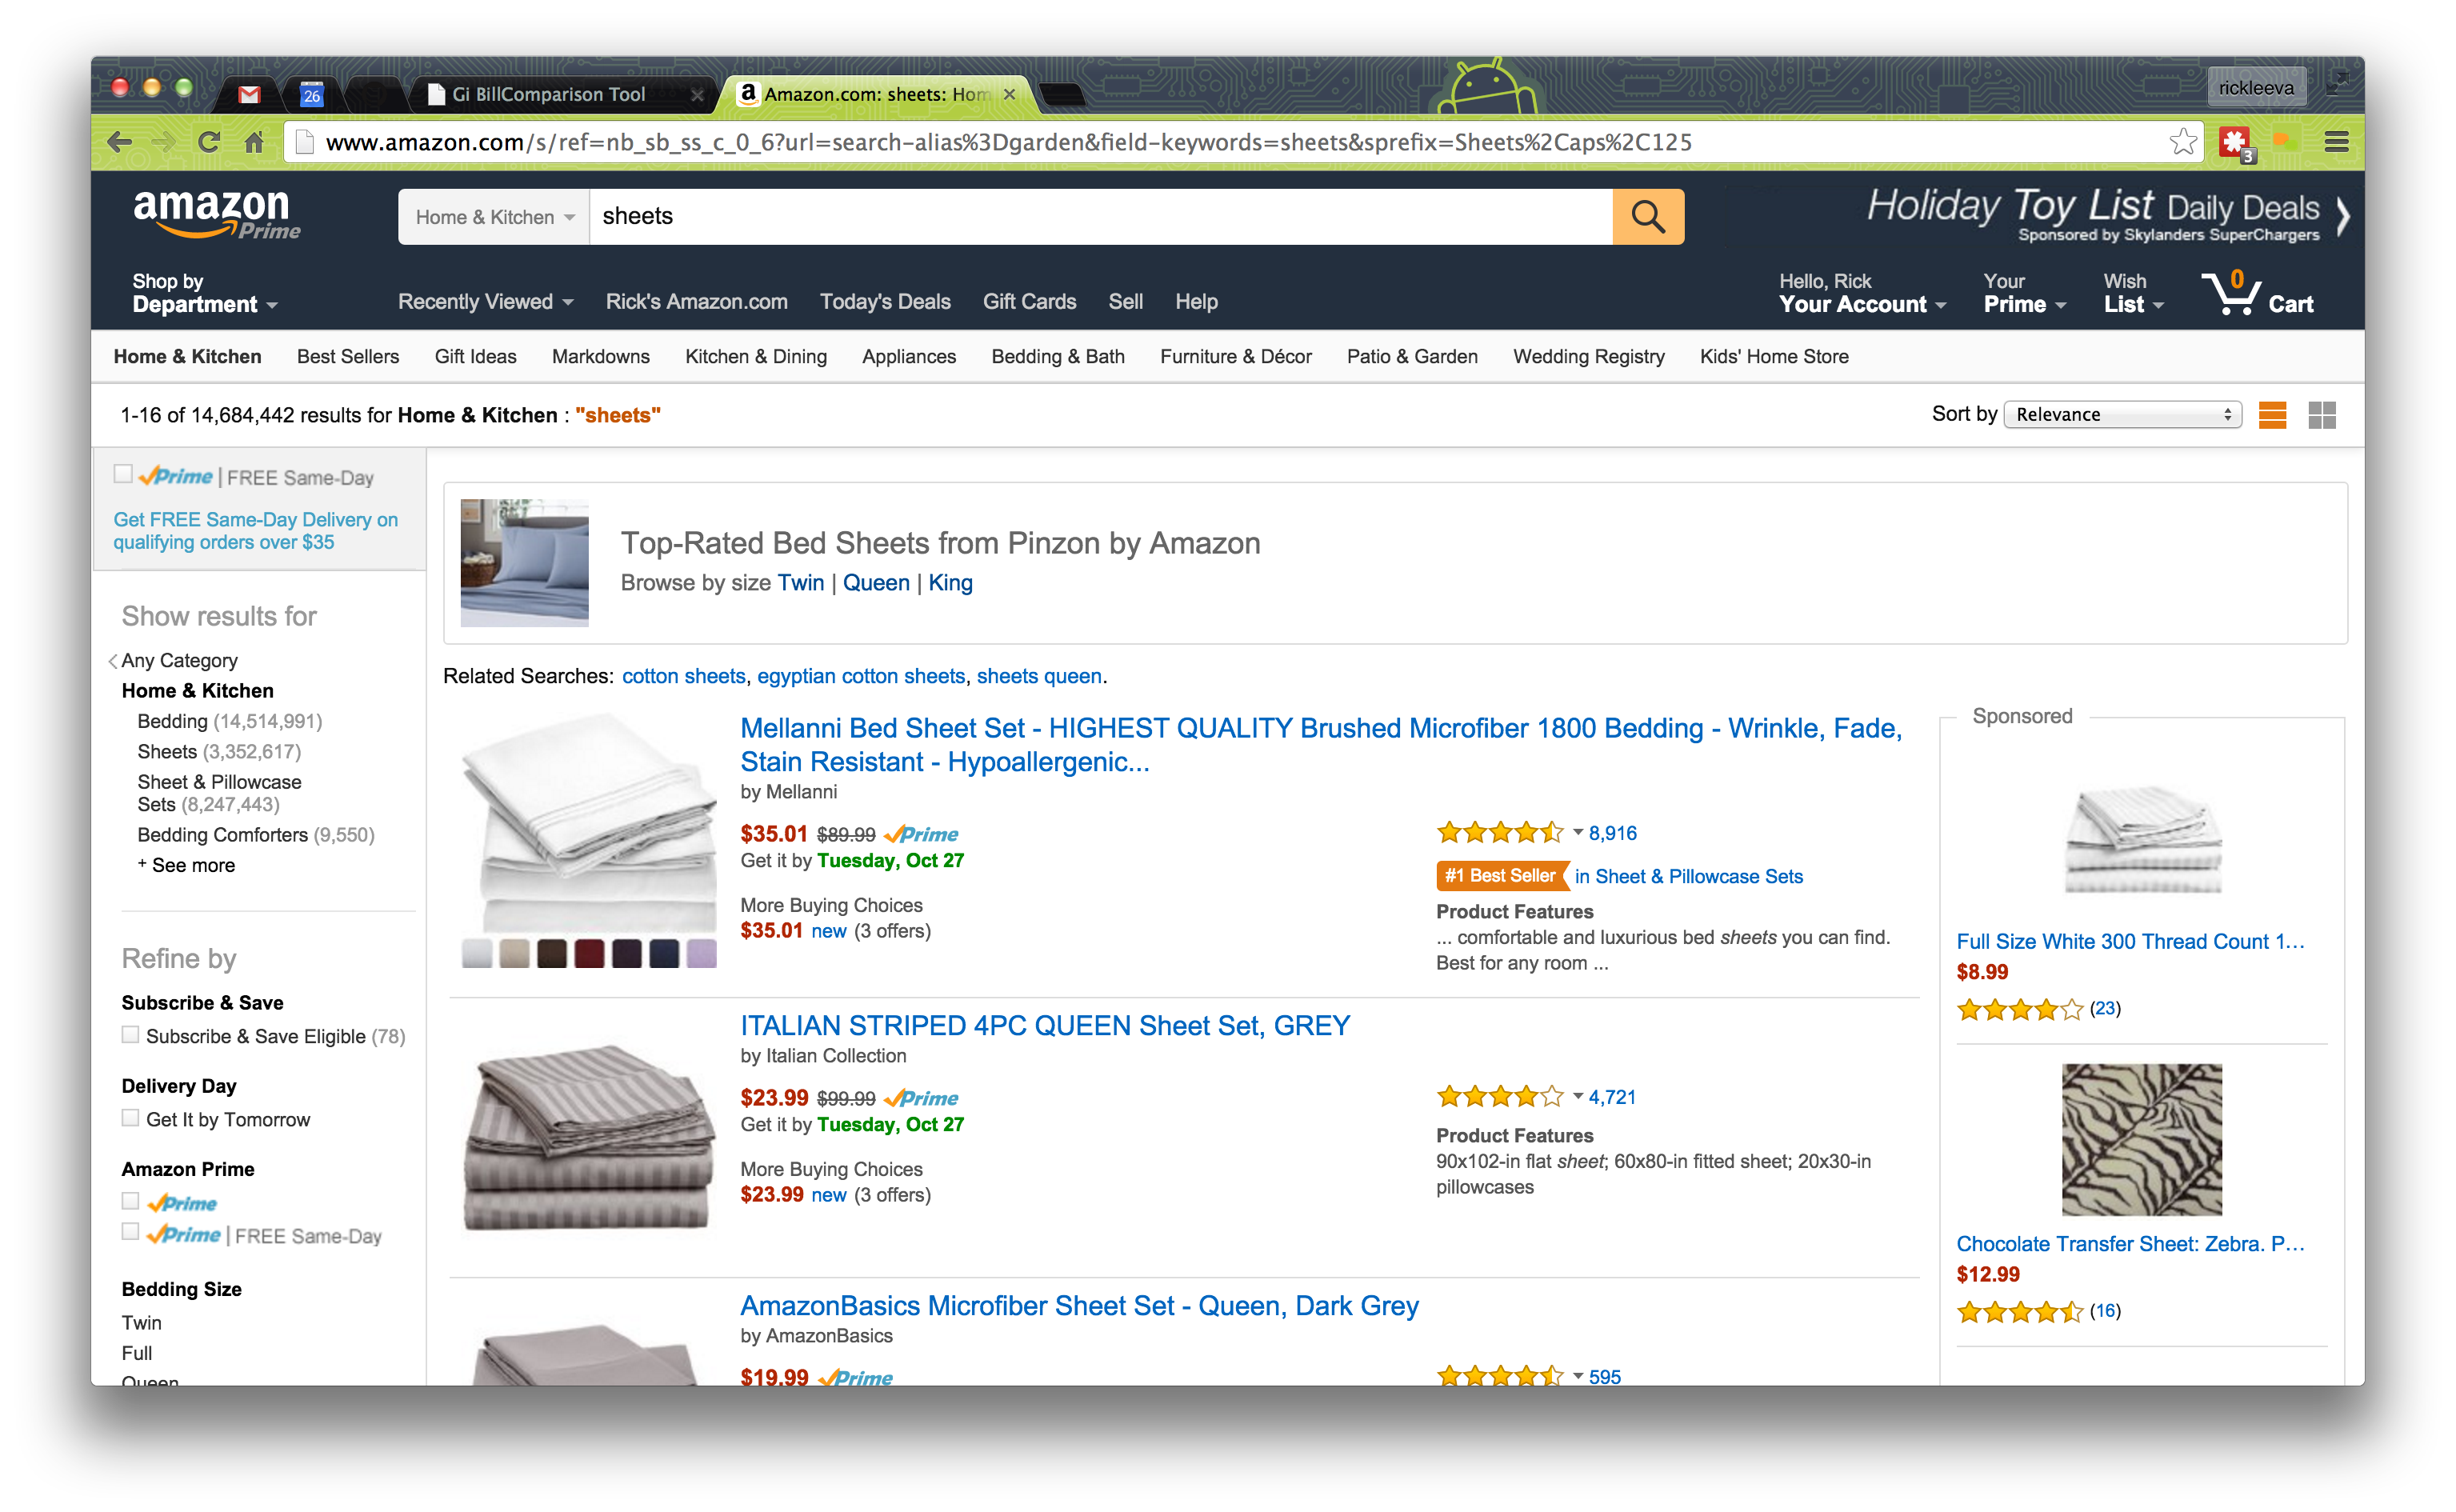 26
Gi BillComparison Tool
Amazon.com: sheets: Hom
rickleeva
www.amazon.com/s/ref=nb_sb_ss_c_0_6?url=search-alias%3Dgarden&field-keywords=sheets&sprefix=Sheets%2Caps%2C125
3
amazon Prime
Home & Kitchen
sheets
Holiday Toy List Daily Deals
Sponsored by Skylanders SuperChargers
Shop by
Department
Recently Viewed
Rick's Amazon.com
Today's Deals
Gift Cards
Sell
Help
Hello, Rick
Your Account
Your
Prime
Wish
List
0
Cart
Home & Kitchen
Best Sellers
Gift Ideas
Markdowns
Kitchen & Dining
Appliances
Bedding & Bath
Furniture & Décor
Patio & Garden
Wedding Registry
Kids' Home Store
1-16 of 14,684,442 results for Home & Kitchen : "sheets"
Sort by Relevance
Prime | FREE Same-Day
Get FREE Same-Day Delivery on
qualifying orders over $35
Show results for
Any Category
Home & Kitchen
Bedding (14,514,991)
Sheets (3,352,617)
Sheet & Pillowcase
Sets (8,247,443)
Bedding Comforters (9,550)
+ See more
Refine by
Subscribe & Save
Subscribe & Save Eligible (78)
Delivery Day
Get It by Tomorrow
Amazon Prime
Prime
Prime | FREE Same-Day
Bedding Size
Twin
Full
Queen
Top-Rated Bed Sheets from Pinzon by Amazon
Browse by size Twin | Queen | King
Related Searches: cotton sheets, egyptian cotton sheets, sheets queen.
Mellanni Bed Sheet Set - HIGHEST QUALITY Brushed Microfiber 1800 Bedding - Wrinkle, Fade,
Stain Resistant - Hypoallergenic...
by Mellanni
$35.01 $89.99 Prime
Get it by Tuesday, Oct 27
More Buying Choices
$35.01 new (3 offers)
8,916
#1 Best Seller in Sheet & Pillowcase Sets
Product Features
... comfortable and luxurious bed sheets you can find.
Best for any room ...
ITALIAN STRIPED 4PC QUEEN Sheet Set, GREY
by Italian Collection
$23.99 $99.99 Prime
Get it by Tuesday, Oct 27
More Buying Choices
$23.99 new (3 offers)
4,721
Product Features
90x102-in flat sheet; 60x80-in fitted sheet; 20x30-in
pillowcases
AmazonBasics Microfiber Sheet Set - Queen, Dark Grey
by AmazonBasics
$19.99 Prime
595
Sponsored
Full Size White 300 Thread Count 1...
$8.99
(23)
Chocolate Transfer Sheet: Zebra. P...
$12.99
(16)